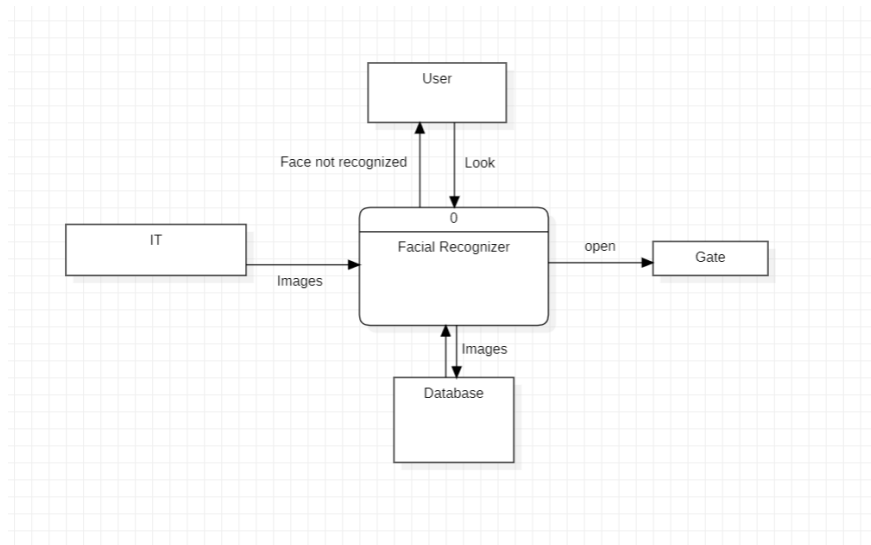 User
Face not recognized
Look
0
IT
Facial Recognizer
open
Gate
Images
Images
Database